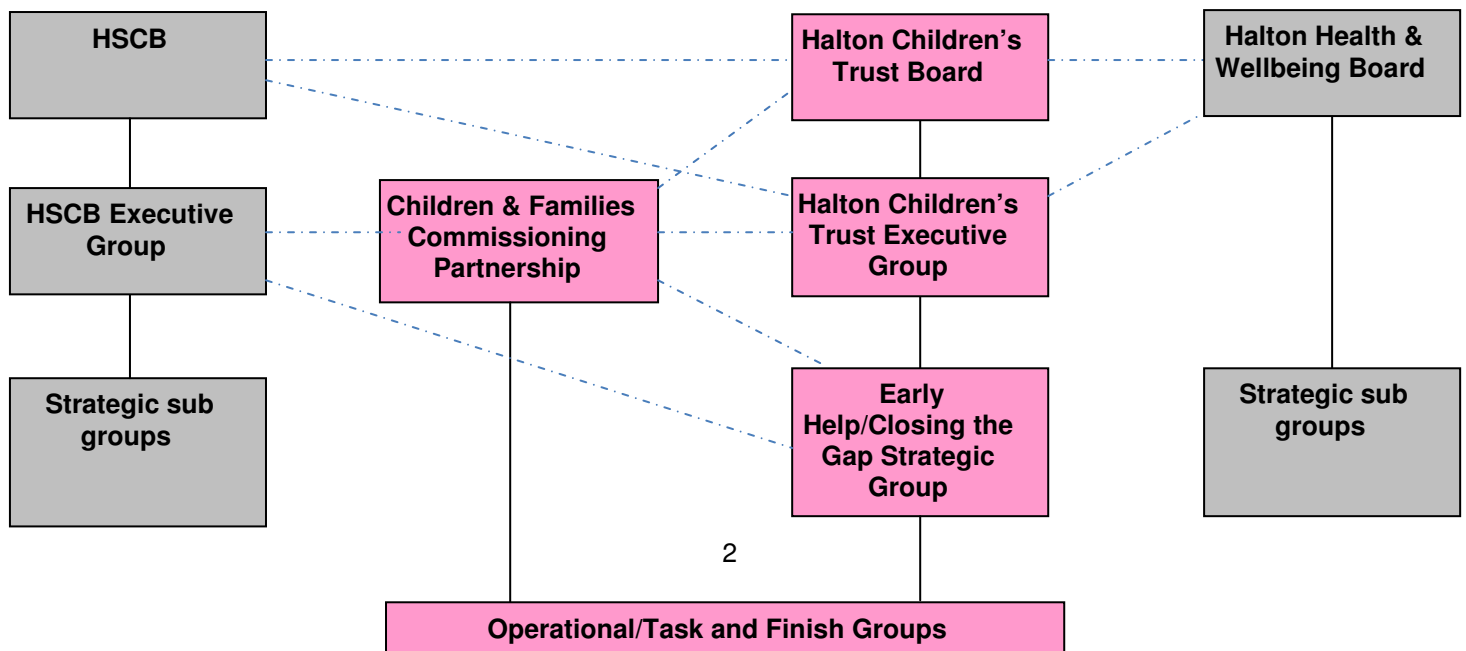 HSCB
Halton Children's
Trust Board
Halton Health &
Wellbeing Board
HSCB Executive
Group
Children & Families
Commissioning
Partnership
Halton Children's
Trust Executive
Group
Strategic sub
groups
Early
Help/Closing the
Gap Strategic
Group
Strategic sub
groups
2
Operational/Task and Finish Groups